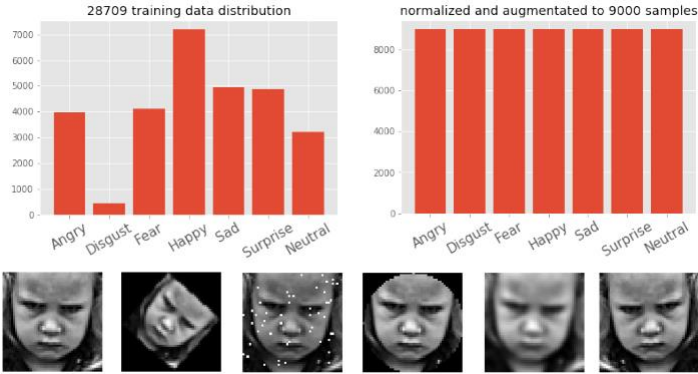 28709 training data distribution
7000
6000
5000
4000
3000
2000
1000
0
Angry
Disgust
Fear
Happy
Sad
Surprise
Neutral
normalized and augmentated to 9000 samples
8000
6000
4000
2000
0
Angry
Disgust
Fear
Happy
Sad
Surprise
Neutral